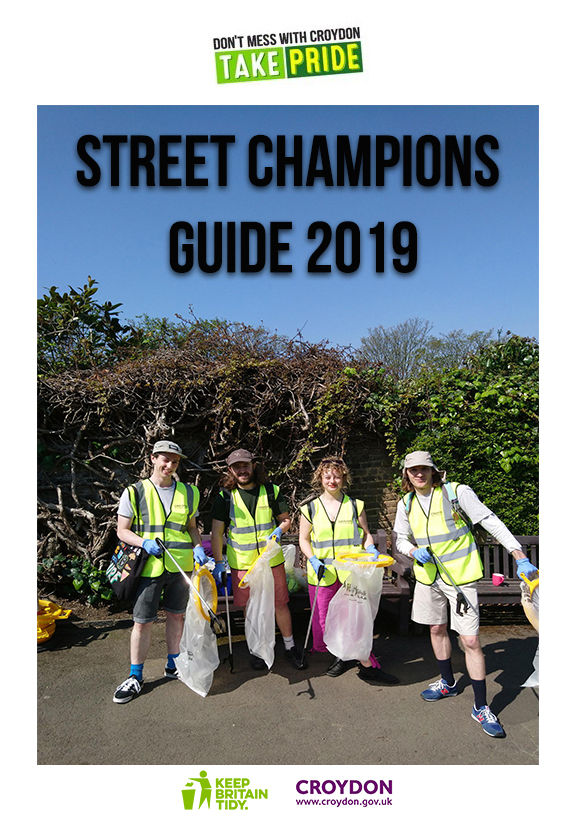 DON'T MESS WITH CROYDON
TAKE PRIDE
STREET CHAMPIONS
GUIDE 2019
KEEP
BRITAIN
TIDY.
CROYDON
www.croydon.gov.uk